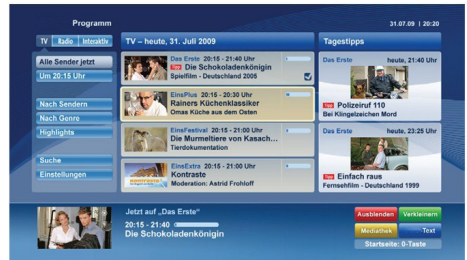 Programm
31.07.09 | 20:20
TV Radio Interaktiv
Alle Sender jetzt
Um 20:15 Uhr
Nach Sendern
Nach Genre
Highlights
Suche
Einstellungen
TV – heute, 31. Juli 2009
Das Erste 20:15 - 21:40 Uhr
Tipp Die Schokoladenkönigin
Spielfilm - Deutschland 2005
EinsPlus 20:15 - 20:30 Uhr
Rainers Küchenklassiker
Omas Küche aus dem Osten
EinsFestival 20:15 - 21:00 Uhr
Die Murmeltiere von Kasach...
Tierdokumentation
EinsExtra 20:15 - 21:00 Uhr
Kontraste
Moderation: Astrid Frohloff
Tagestipps
Das Erste heute, 21:40 Uhr
Tipp Polizeiruf 110
Bei Klingelzeichen Mord
Das Erste heute, 23:25 Uhr
Tipp Einfach raus
Fernsehfilm - Deutschland 1999
Jetzt auf „Das Erste“
20:15 - 21:40
Die Schokoladenkönigin
Ausblenden Verkleinern
Mediathek Text
Startseite: 0-Taste